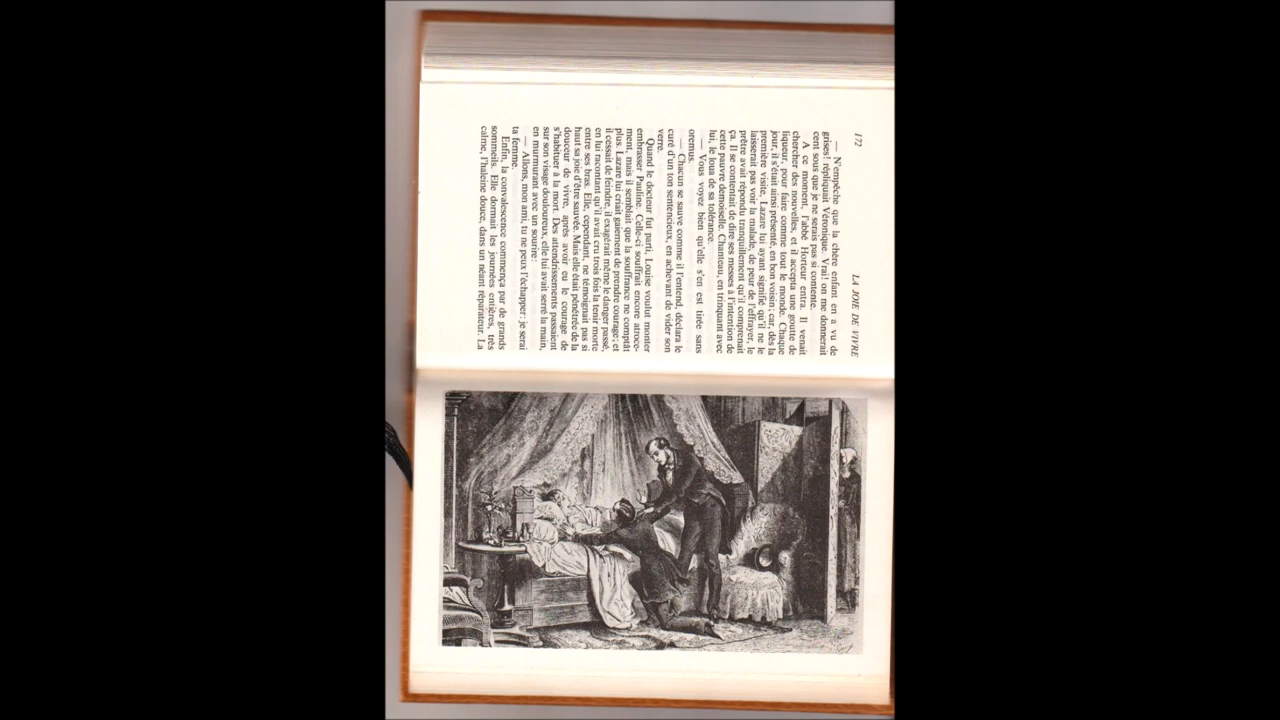 172 LA JOIE DE VIVRE
— N'empêche que la chère enfant en a vu de
grises! répliquait Véronique. Vrai! on me donnerait
cent sous que je ne serais pas si contente.
A ce moment, l'abbé Horteur entra. Il venait
chercher des nouvelles, et il accepta une goutte de
liqueur, pour faire comme tout le monde. Chaque
jour, il s'était ainsi présenté, en bon voisin; car, dès la
première visite, Lazare lui ayant signifié qu'il ne le
laisserait pas voir la malade, de peur de l'effrayer, le
prêtre avait répondu tranquillement qu'il comprenait
ça. Il se contentait de dire ses messes à l'intention de
cette pauvre demoiselle. Chanteau, en trinquant avec
lui, le loua de sa tolérance.
— Vous voyez bien qu'elle s'en est tirée sans
oremus.
— Chacun se sauve comme il l'entend, déclara le
curé d'un ton sentencieux, en achevant de vider son
verre.
Quand le docteur fut parti, Louise voulut monter
embrasser Pauline. Celle-ci souffrait encore atroce-
ment, mais il semblait que la souffrance ne comptât
plus. Lazare lui criait gaiement de prendre courage; et
il cessait de feindre, il exagérait même le danger passé,
en lui racontant qu'il avait cru trois fois la tenir morte
entre ses bras. Elle, cependant, ne témoignait pas si
haut sa joie d'être sauvée. Mais elle était pénétrée de la
douceur de vivre, après avoir eu le courage de
s'habituer à la mort. Des attendrissements passaient
sur son visage douloureux, elle lui avait serré la main,
en murmurant avec un sourire:
— Allons, mon ami, tu ne peux l'échapper: je serai
ta femme.
Enfin, la convalescence commença par de grands
sommeils. Elle dormait les journées entières, très
calme, l'haleine douce, dans un néant réparateur. La